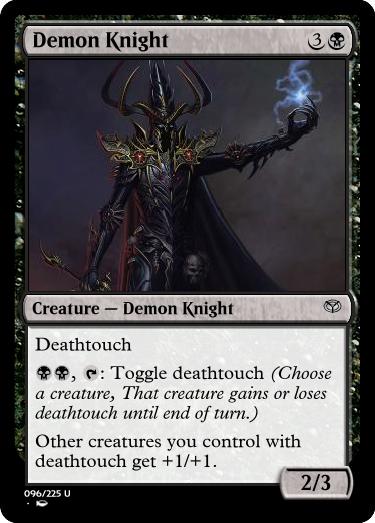 Demon Knight 3
Creature — Demon Knight
Deathtouch
, : Toggle deathtouch (Choose
a creature, That creature gains or loses
deathtouch until end of turn.)
Other creatures you control with
deathtouch get +1/+1.
2/3
096/225 U